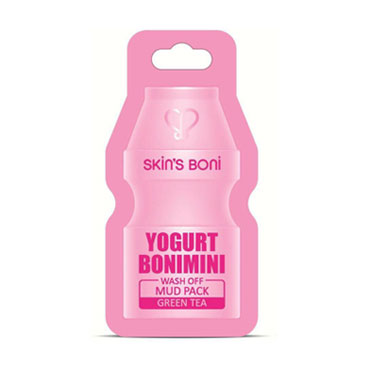 SKIN'S BONI
YOGURT
BONIMINI
WASH OFF
MUD PACK
GREEN TEA